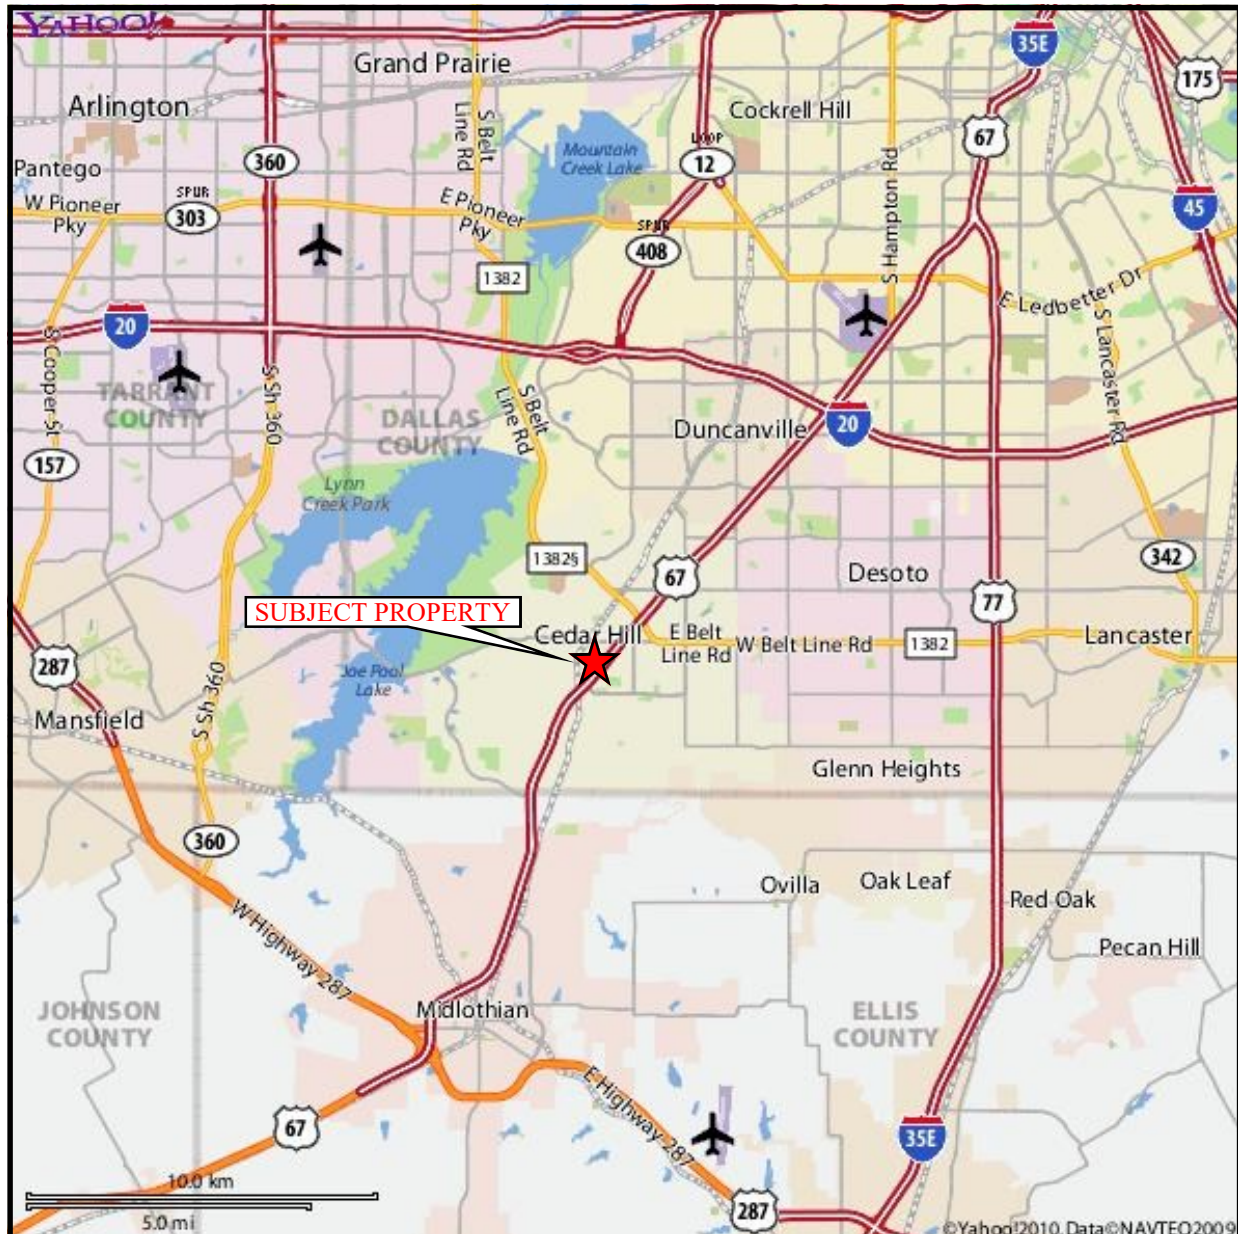 YAHOO!
Grand Prairie
35E
175
Arlington
S Belt
Line Rd
Cockrell Hill
67
Mountain
Creek Lake
LOOP
12
360
Pantego
S Hampton Rd
W Pioneer
Pky
SPUR
303
E Pioneer
Pky
45
SPUR
408
1382
E Ledbetter Dr
20
S Cooper St
S Lancaster Rd
TARRANT
COUNTY
S Sh 360
DALLAS
COUNTY
S Belt
Line Rd
Duncanville
20
157
Lynn
Creek Park
1382§
342
67
Desoto
77
SUBJECT PROPERTY
Cedar Hill
E Belt
Line Rd
W Belt Line Rd
1382
Lancaster
287
Joe Pool
Lake
S Sh 360
Mansfield
Glenn Heights
360
Ovilla
Oak Leaf
Red Oak
W Highway 287
Pecan Hill
JOHNSON
COUNTY
Midlothian
ELLIS
COUNTY
E Highway 287
67
35E
10.0 km
5.0 mi
287
©Yahoo!2010, Data©NAVTEQ2009